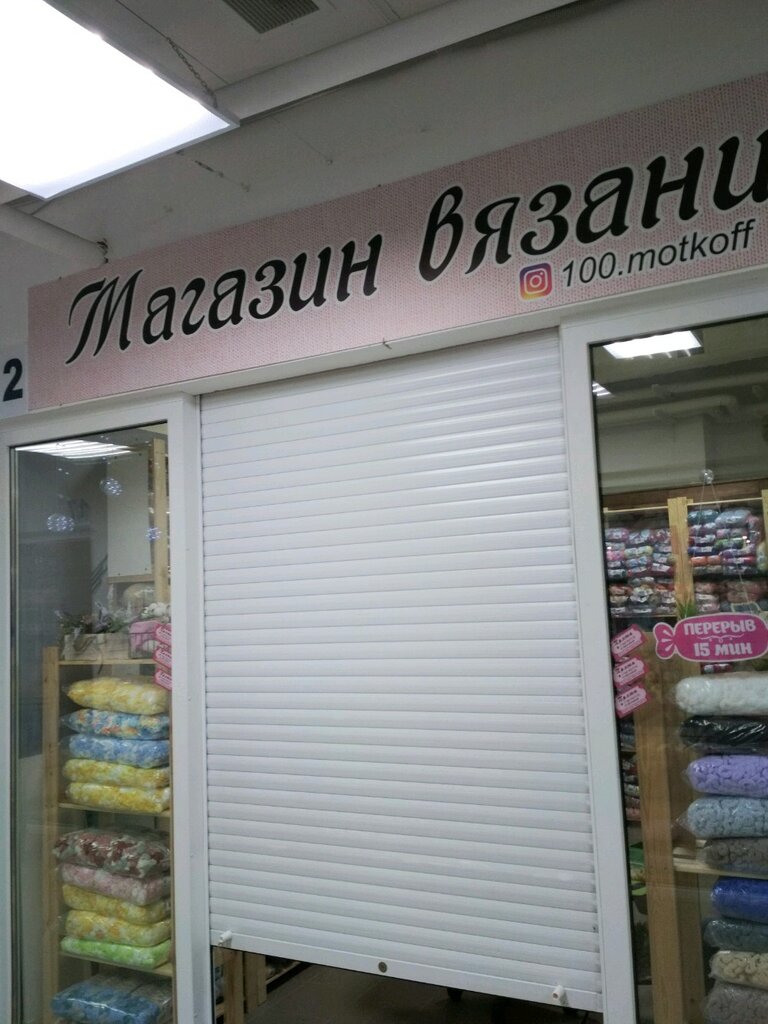 Магазин вязани
100.motkoff
2
ПЕРЕРЫВ
15 мин